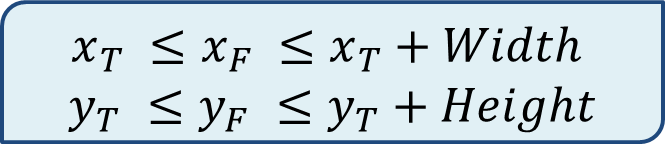 x_T ≤ x_F ≤ x_T + Width
y_T ≤ y_F ≤ y_T + Height